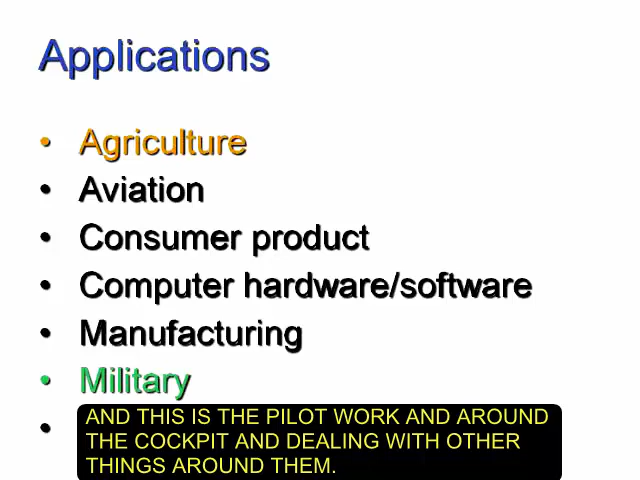 Applications
• Agriculture
• Aviation
• Consumer product
• Computer hardware/software
• Manufacturing
• Military
•
AND THIS IS THE PILOT WORK AND AROUND
THE COCKPIT AND DEALING WITH OTHER
THINGS AROUND THEM.